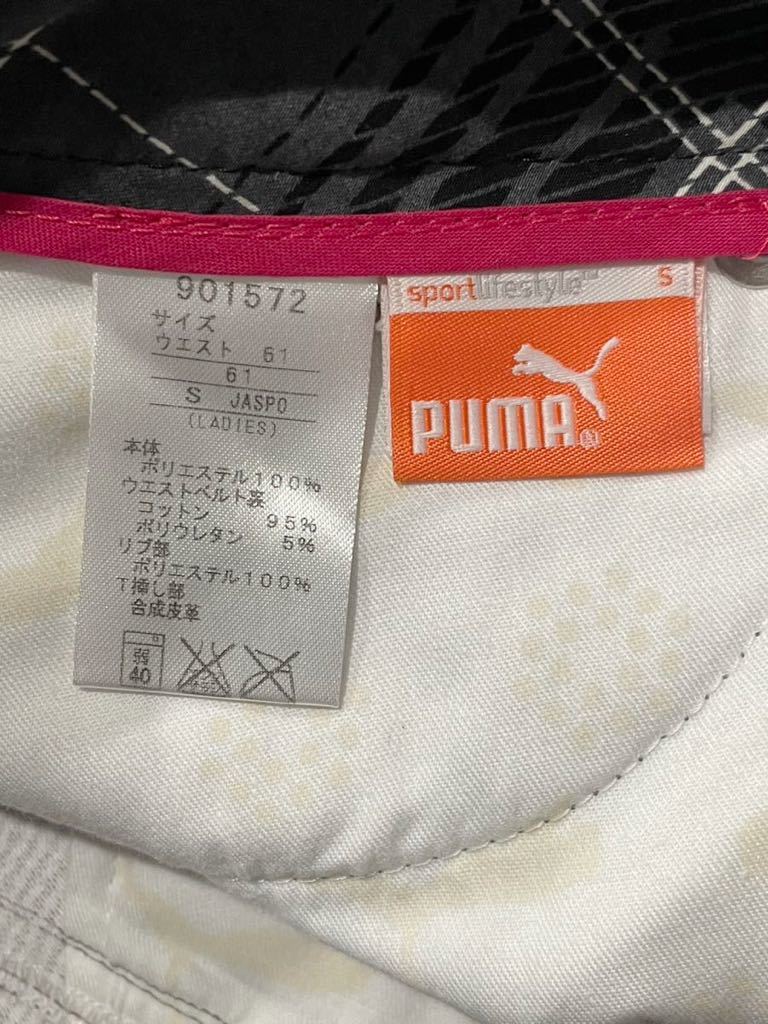 901572
サイズ
ウエスト 61
61
S JASPO
(LADIES)
本体
ポリエステル100%
ウエストベルト裏
コットン 95%
ポリウレタン 5%
リブ部
ポリエステル100%
T挿し部
合成皮革
弱
40
sportlifestyle™ S
PUMA®